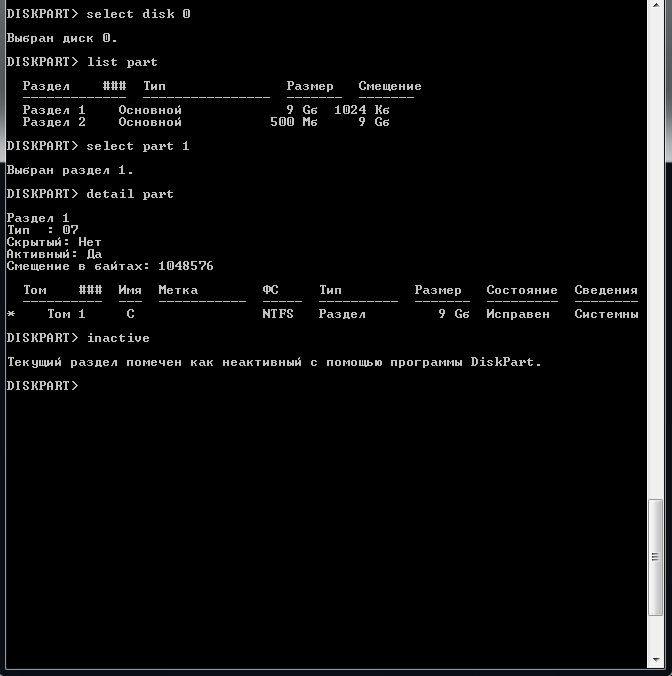 DISKPART> select disk 0
Выбран диск 0.
DISKPART> list part
Раздел ### Тип Размер Смещение
Раздел 1 Основной 9 Gб 1024 Kб
Раздел 2 Основной 500 Mб 9 Gб
DISKPART> select part 1
Выбран раздел 1.
DISKPART> detail part
Раздел 1
Тип : 07
Скрытый: Нет
Активный: Да
Смещение в байтах: 1048576
Том ### Имя Метка ФС Тип Размер Состояние Сведения
* Том 1 C NTFS Раздел 9 Gб Исправен Системны
DISKPART> inactive
Текущий раздел помечен как неактивный с помощью программы DiskPart.
DISKPART>